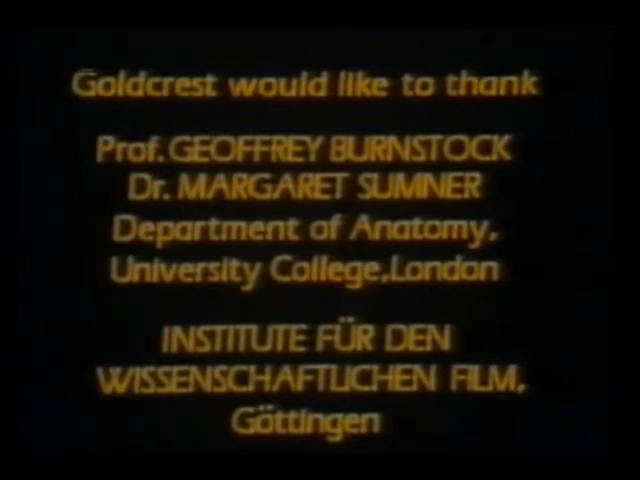 Goldcrest would like to thank
Prof. GEOFFREY BURNSTOCK
Dr. MARGARET SUMNER
Department of Anatomy,
University College, London
INSTITUTE FÜR DEN
WISSENSCHAFTLICHEN FILM,
Göttingen